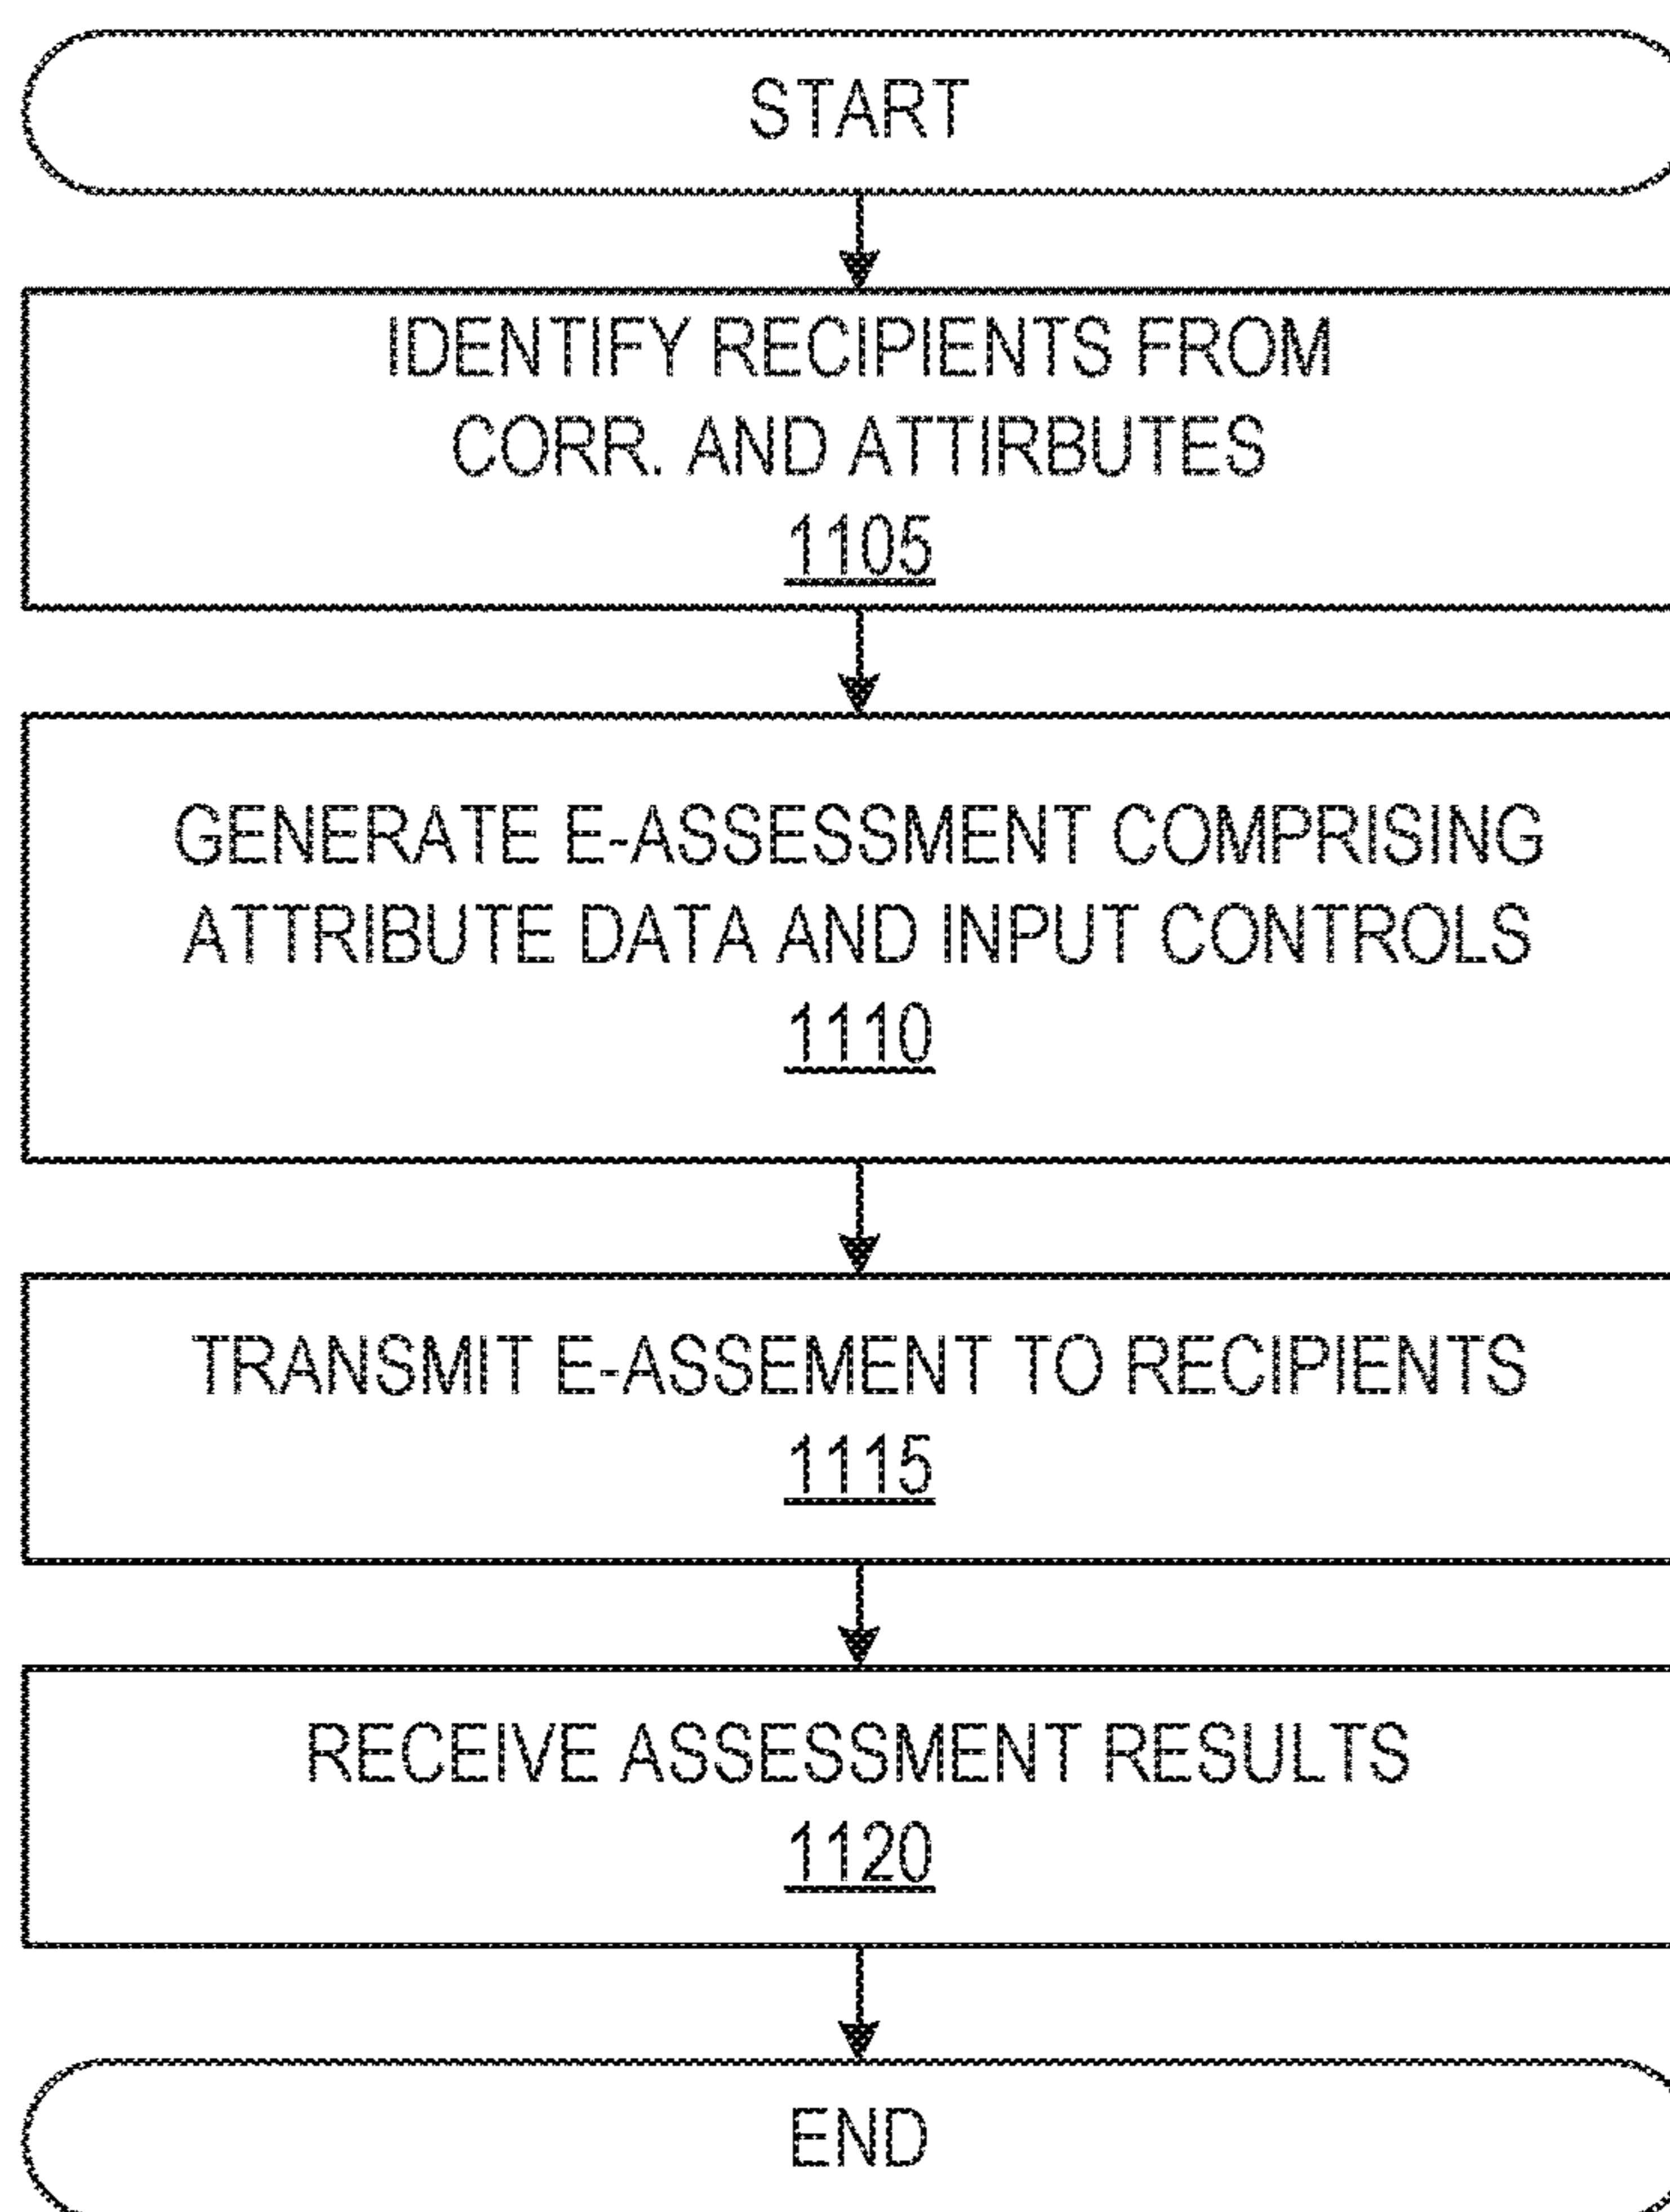 START
IDENTIFY RECIPIENTS FROM
CORR. AND ATTIRBUTES
1105
GENERATE E-ASSESSMENT COMPRISING
ATTRIBUTE DATA AND INPUT CONTROLS
1110
TRANSMIT E-ASSEMENT TO RECIPIENTS
1115
RECEIVE ASSESSMENT RESULTS
1120
END